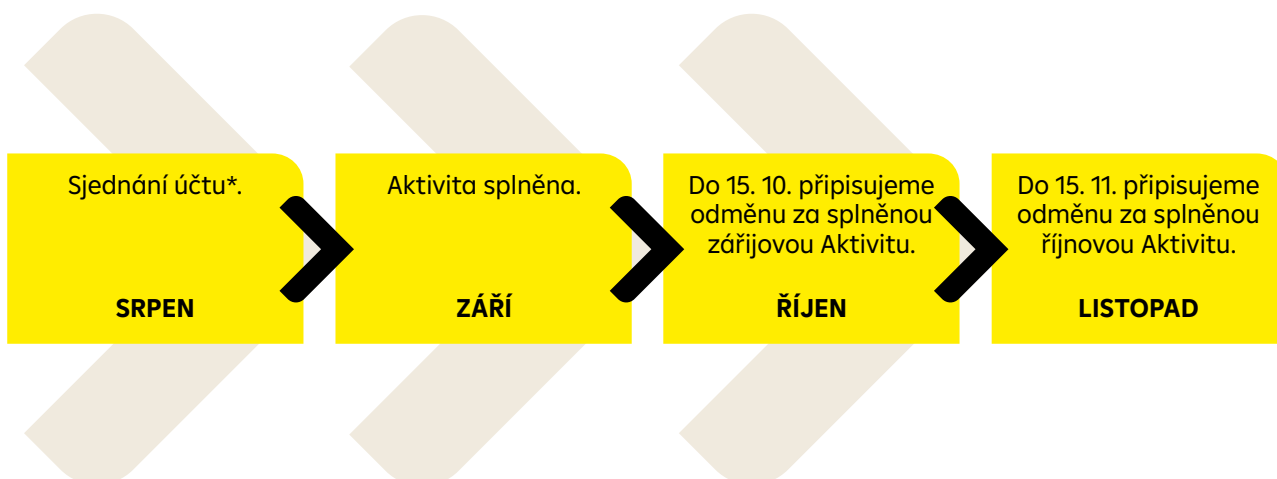 Sjednání účtu*.
SRPEN
Aktivita splněna.
ZÁŘÍ
Do 15. 10. připisujeme
odměnu za splněnou
zářijovou Aktivitu.
ŘÍJEN
Do 15. 11. připisujeme
odměnu za splněnou
říjnovou Aktivitu.
LISTOPAD